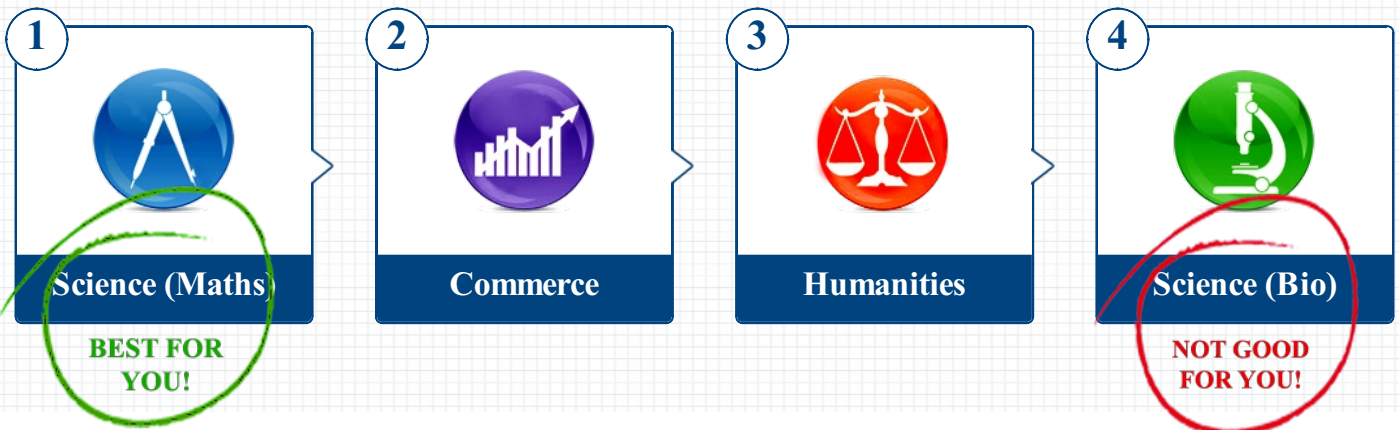 1
2
3
4
Science (Maths)
Commerce
Humanities
Science (Bio)
BEST FOR
YOU!
NOT GOOD
FOR YOU!